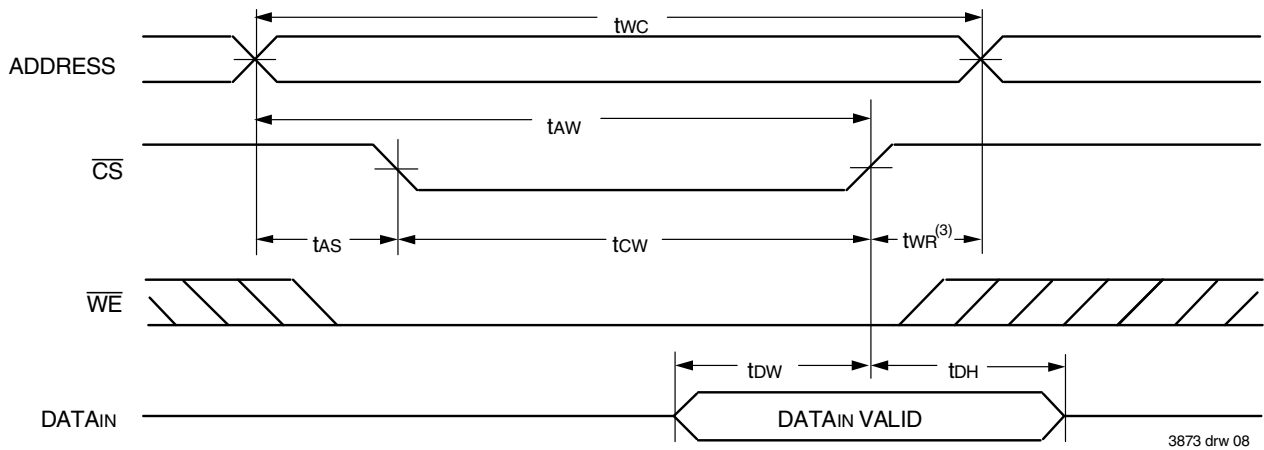 tWC
ADDRESS
tAW
CS
tAS tCW tWR(3)
WE
tDW tDH
DATAIN DATAIN VALID
3873 drw 08